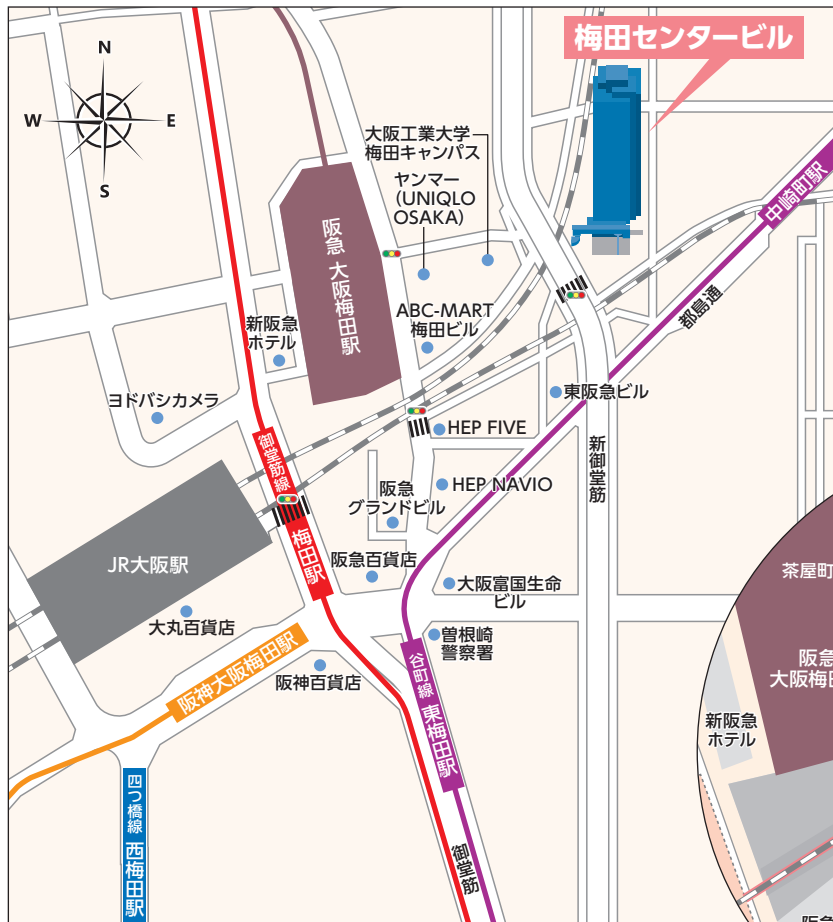 梅田センタービル
N
W
E
S
大阪工業大学
梅田キャンパス
ヤンマー
(UNIQLO
OSAKA)
中崎町駅
阪急 大阪梅田駅
都島通
新阪急
ホテル
ABC-MART
梅田ビル
ヨドバシカメラ
東阪急ビル
HEP FIVE
御堂筋線
梅田駅
新御堂筋
阪急
グランドビル
HEP NAVIO
JR大阪駅
阪急百貨店
大阪富国生命
ビル
大丸百貨店
曽根崎
警察署
阪神大阪梅田駅
阪神百貨店
谷町線
東梅田駅
四つ橋線
西梅田駅
御堂筋
茶屋町
阪急
大阪梅田
新阪急
ホテル
阪急